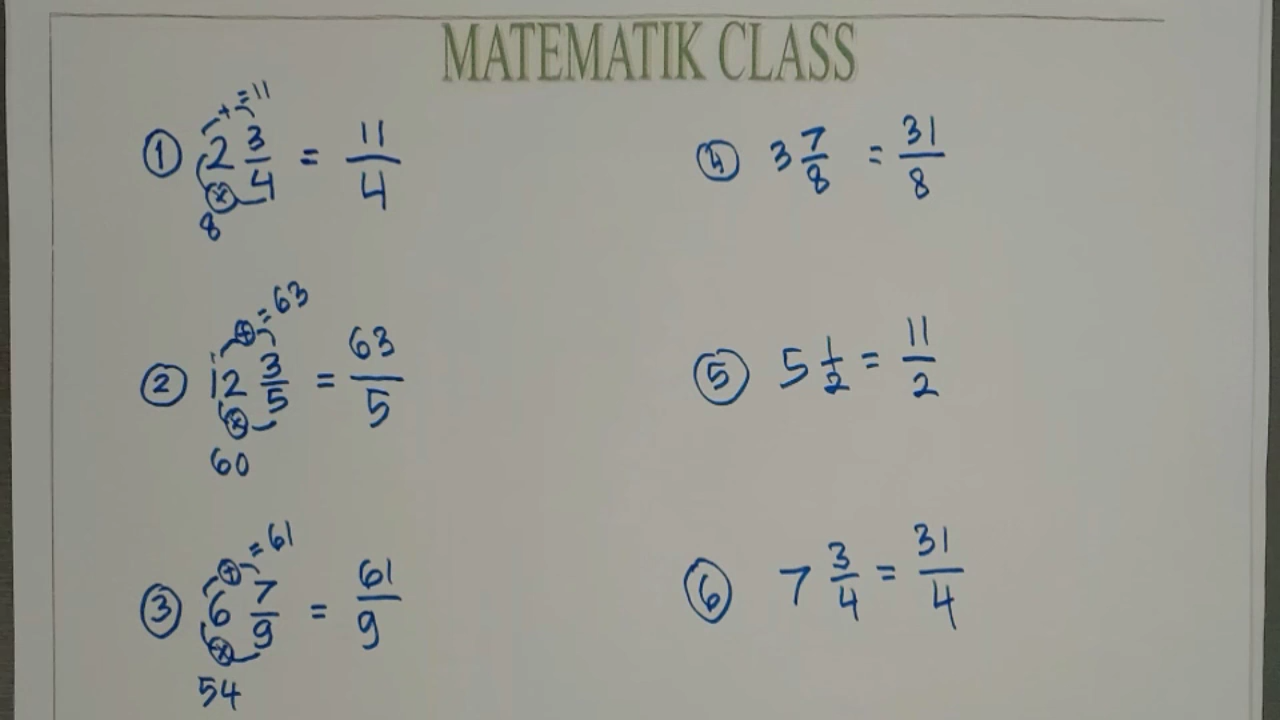 MATEMATIK CLASS
+ = 11
① 2 3/4 = 11/4
×
8
+ = 63
② 12 3/5 = 63/5
×
60
+ = 61
③ 6 7/9 = 61/9
×
54
④ 3 7/8 = 31/8
⑤ 5 1/2 = 11/2
⑥ 7 3/4 = 31/4